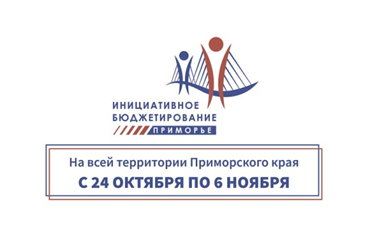 ИНИЦИАТИВНОЕ
БЮДЖЕТИРОВАНИЕ
ПРИМОРЬЕ
На всей территории Приморского края
С 24 ОКТЯБРЯ ПО 6 НОЯБРЯ